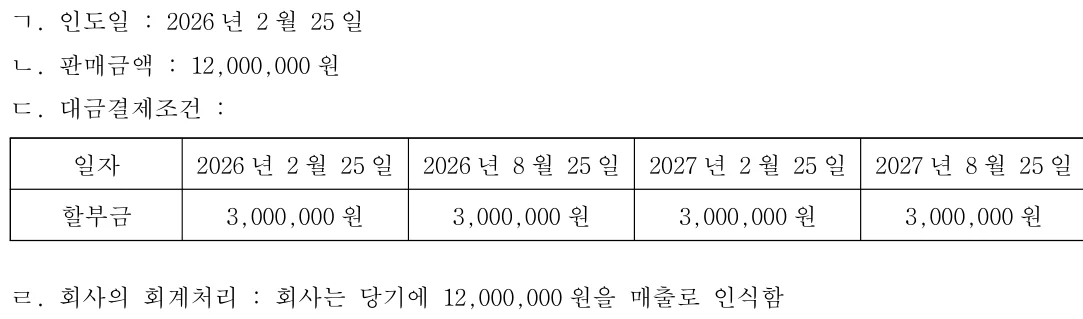 ㄱ. 인도일 : 2026년 2월 25일
ㄴ. 판매금액 : 12,000,000원
ㄷ. 대금결제조건 :
일자 2026년 2월 25일 2026년 8월 25일 2027년 2월 25일 2027년 8월 25일
할부금 3,000,000원 3,000,000원 3,000,000원 3,000,000원
ㄹ. 회사의 회계처리 : 회사는 당기에 12,000,000원을 매출로 인식함